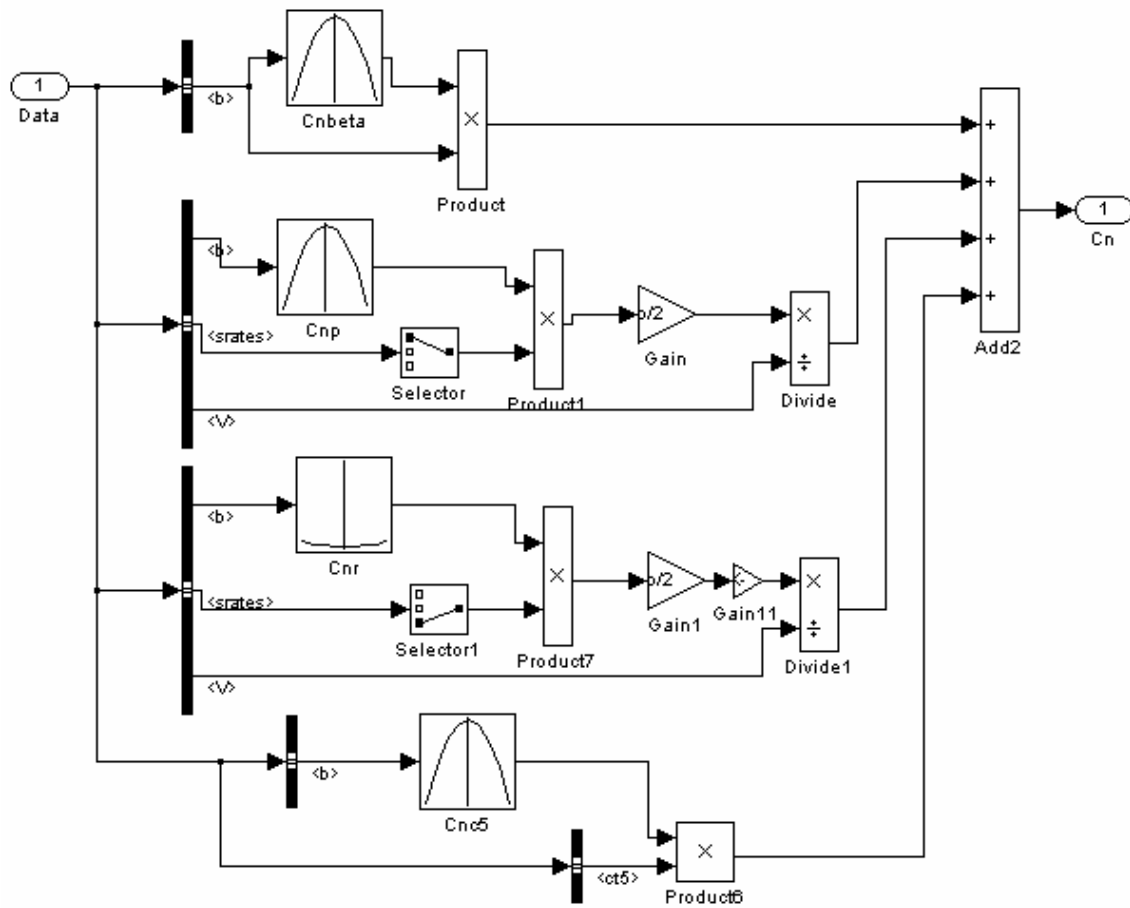 1
Data
<b>
Cnbeta
×
Product
+
+
+
+
Add2
1
Cn
<b>
Cnp
<srates>
Selector
<V>
×
Product1
b/2
Gain
×
÷
Divide
<b>
Cnr
<srates>
Selector1
<V>
×
Product7
b/2
Gain1
Gain11
×
÷
Divide1
<b>
Cnc5
<ct5>
×
Product6